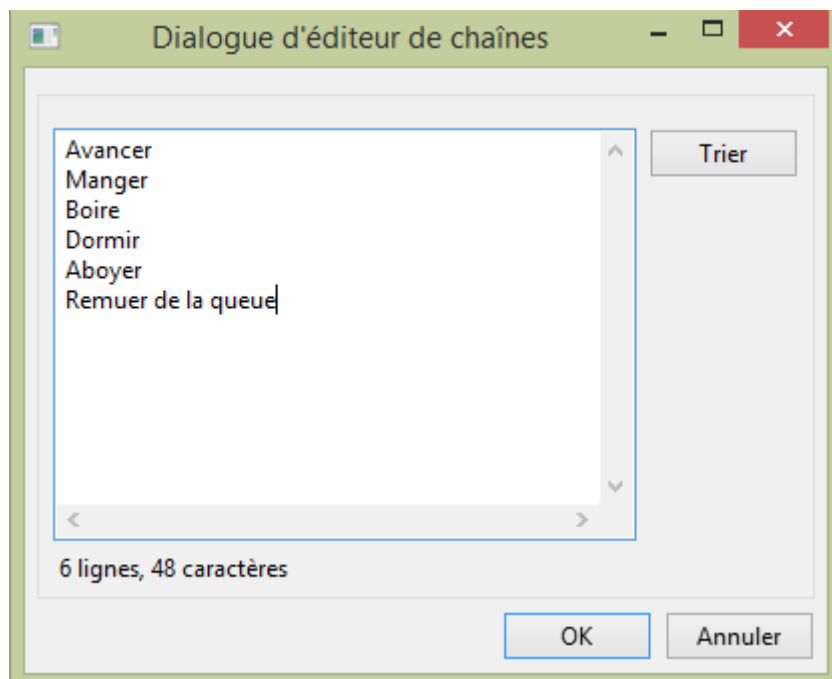 Dialogue d'éditeur de chaînes
Avancer
Trier
Manger
Boire
Dormir
Aboyer
Remuer de la queue
6 lignes, 48 caractères
OK
Annuler